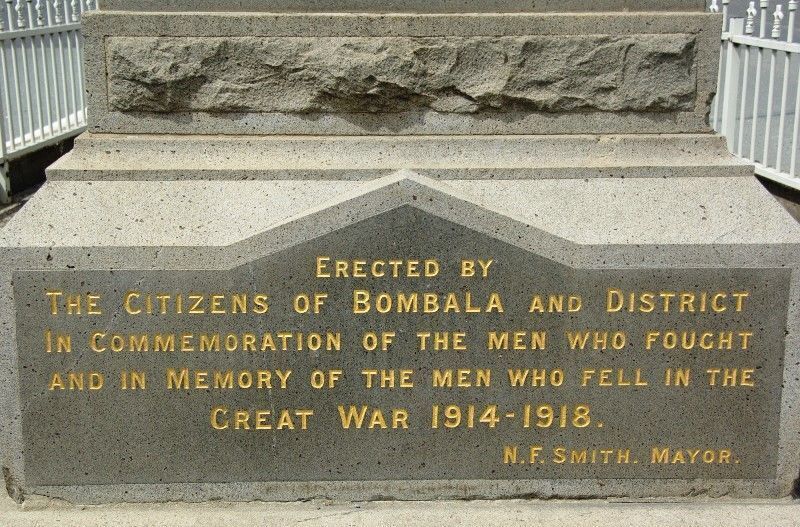 ERECTED BY
THE CITIZENS OF BOMBALA AND DISTRICT
IN COMMEMORATION OF THE MEN WHO FOUGHT
AND IN MEMORY OF THE MEN WHO FELL IN THE
GREAT WAR 1914-1918.
N.F. SMITH. MAYOR.